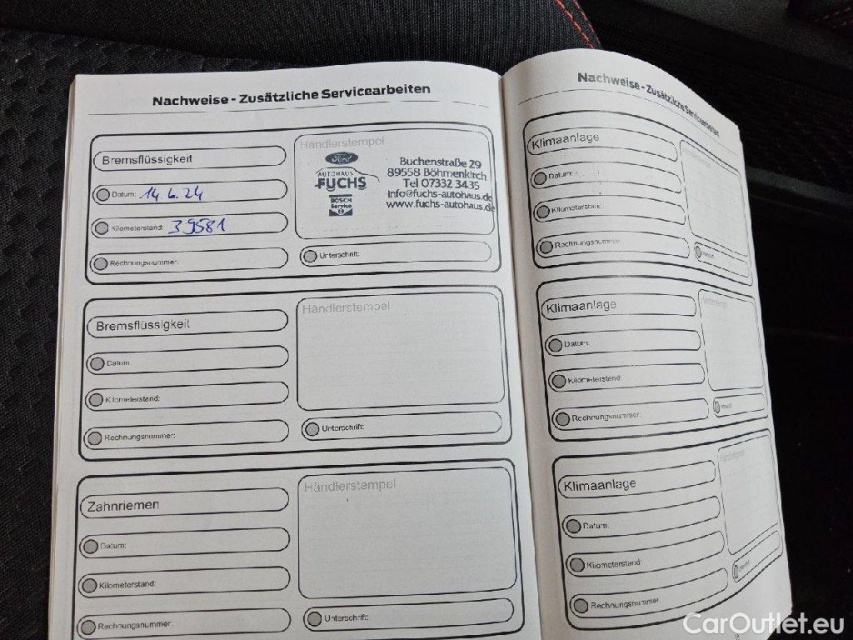 Nachweise - Zusätzliche Servicearbeiten
Bremsflüssigkeit
Datum: 14.6.24
Kilometerstand: 39581
Rechnungsnummer:
Händlerstempel
Ford
AUTOHAUS
FUCHS
BOSCH
Service
Buchenstraße 29
89558 Böhmenkirch
Tel 07332 3435
info@fuchs-autohaus.de
www.fuchs-autohaus.de
Unterschrift:
Bremsflüssigkeit
Datum:
Kilometerstand:
Rechnungsnummer:
Händlerstempel
Unterschrift:
Zahnriemen
Datum:
Kilometerstand:
Rechnungsnummer:
Händlerstempel
Unterschrift:
Nachweise - Zusätzliche Servicearbeiten
Klimaanlage
Datum:
Kilometerstand:
Rechnungsnummer:
Klimaanlage
Datum:
Kilometerstand:
Rechnungsnummer:
Klimaanlage
Datum:
Kilometerstand:
Rechnungsnummer:
CarOutlet.eu